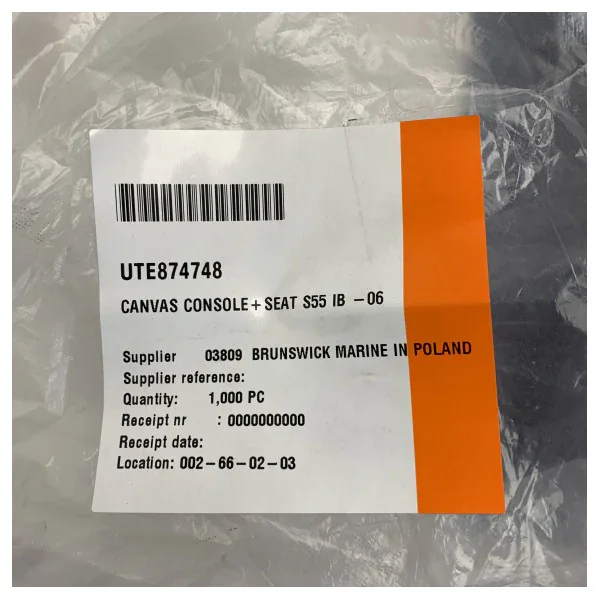 UTE874748
CANVAS CONSOLE + SEAT S55 IB -06
Supplier 03809 BRUNSWICK MARINE IN POLAND
Supplier reference:
Quantity: 1,000 PC
Receipt nr : 0000000000
Receipt date:
Location: 002-66-02-03